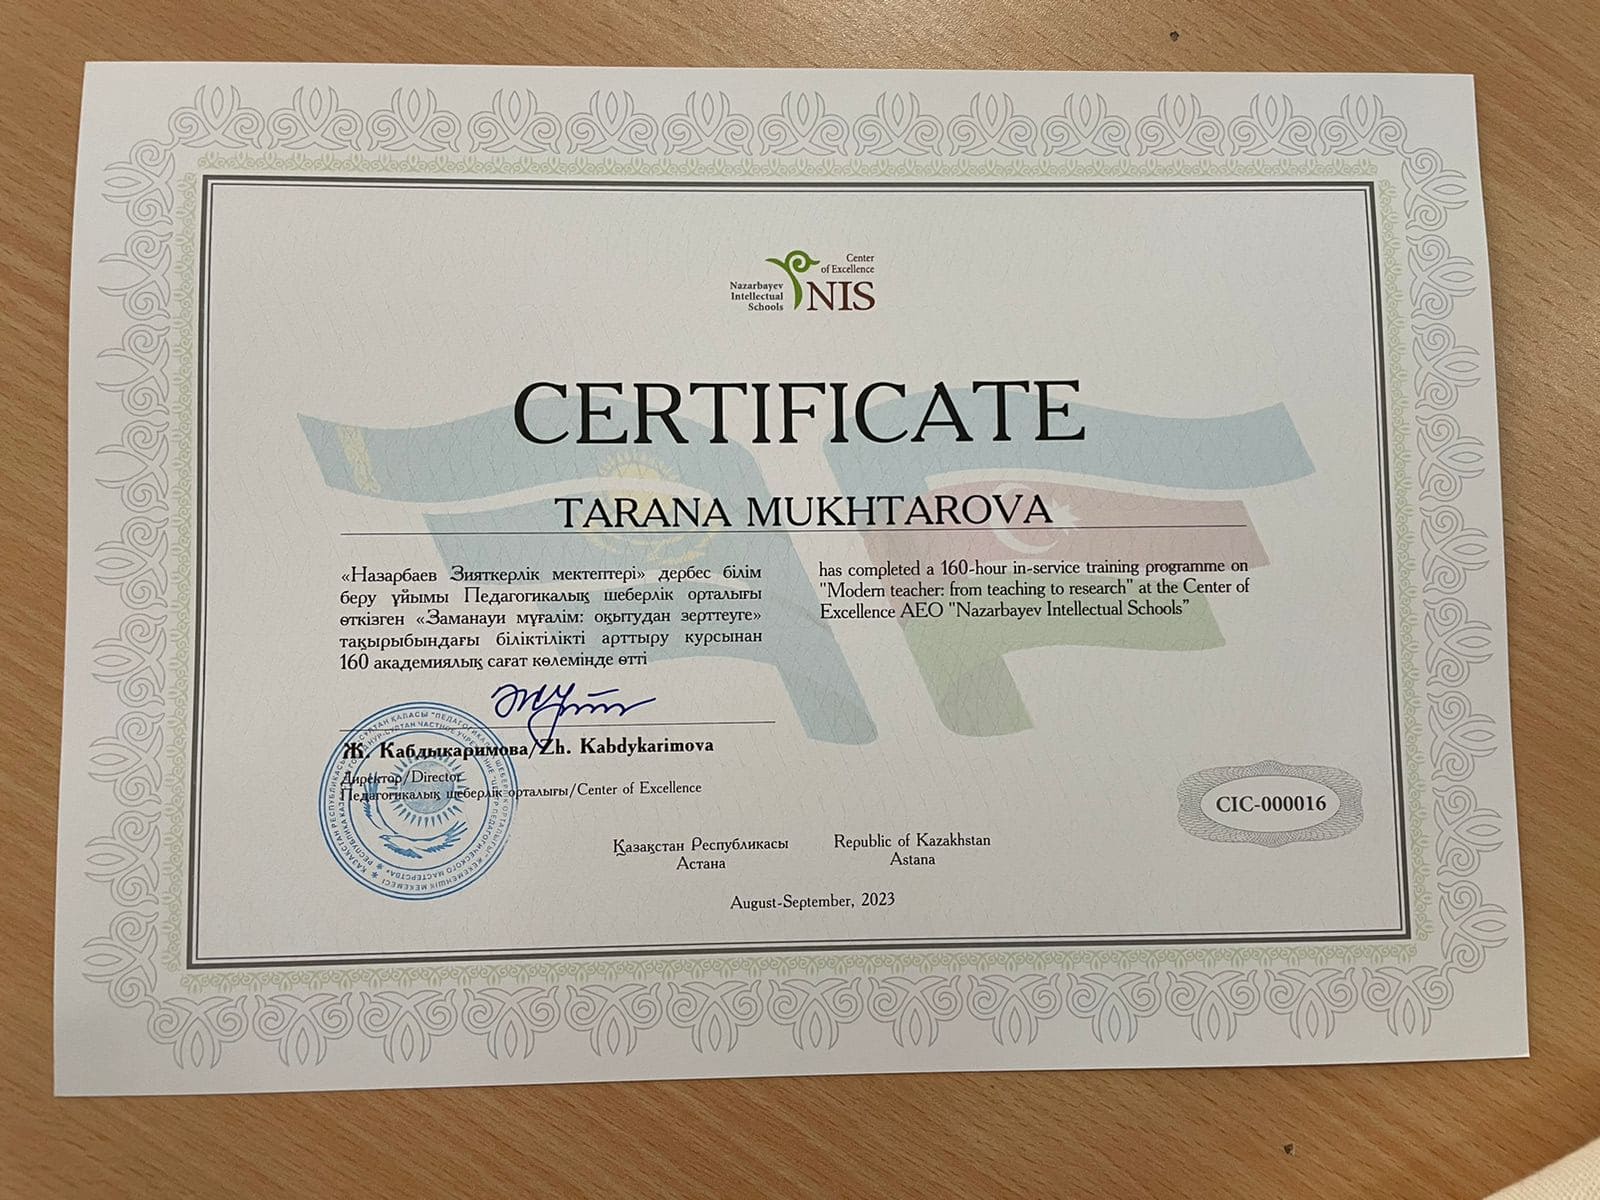 Center
of Excellence
Nazarbayev
Intellectual
Schools
NIS
CERTIFICATE
TARANA MUKHTAROVA
«Назарбаев Зияткерлік мектептері» дербес білім
беру ұйымы Педагогикалық шеберлік орталығы
өткізген «Заманауи мұғалім: оқытудан зерттеуге»
тақырыбындағы біліктілікті арттыру курсынан
160 академиялық сағат көлемінде өтті
has completed a 160-hour in-service training programme on
"Modern teacher: from teaching to research" at the Center of
Excellence AEO "Nazarbayev Intellectual Schools”
Ж. Кабдыкаримова/Zh. Kabdykarimova
Директор/Director
Педагогикалық шеберлік орталығы/Center of Excellence
CIC-000016
Қазақстан Республикасы
Астана
Republic of Kazakhstan
Astana
August-September, 2023